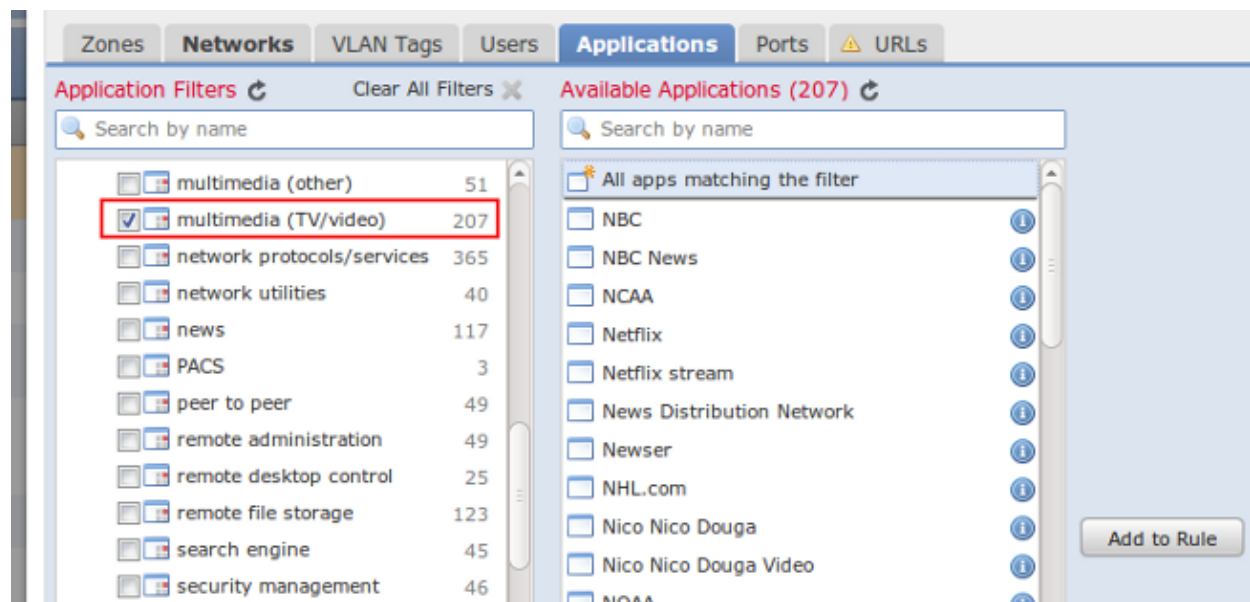 Zones Networks VLAN Tags Users Applications Ports URLs
Application Filters Clear All Filters
Search by name
multimedia (other) 51
multimedia (TV/video) 207
network protocols/services 365
network utilities 40
news 117
PACS 3
peer to peer 49
remote administration 49
remote desktop control 25
remote file storage 123
search engine 45
security management 46
Available Applications (207)
Search by name
All apps matching the filter
NBC
NBC News
NCAA
Netflix
Netflix stream
News Distribution Network
Newser
NHL.com
Nico Nico Douga
Nico Nico Douga Video
NOAA
Add to Rule